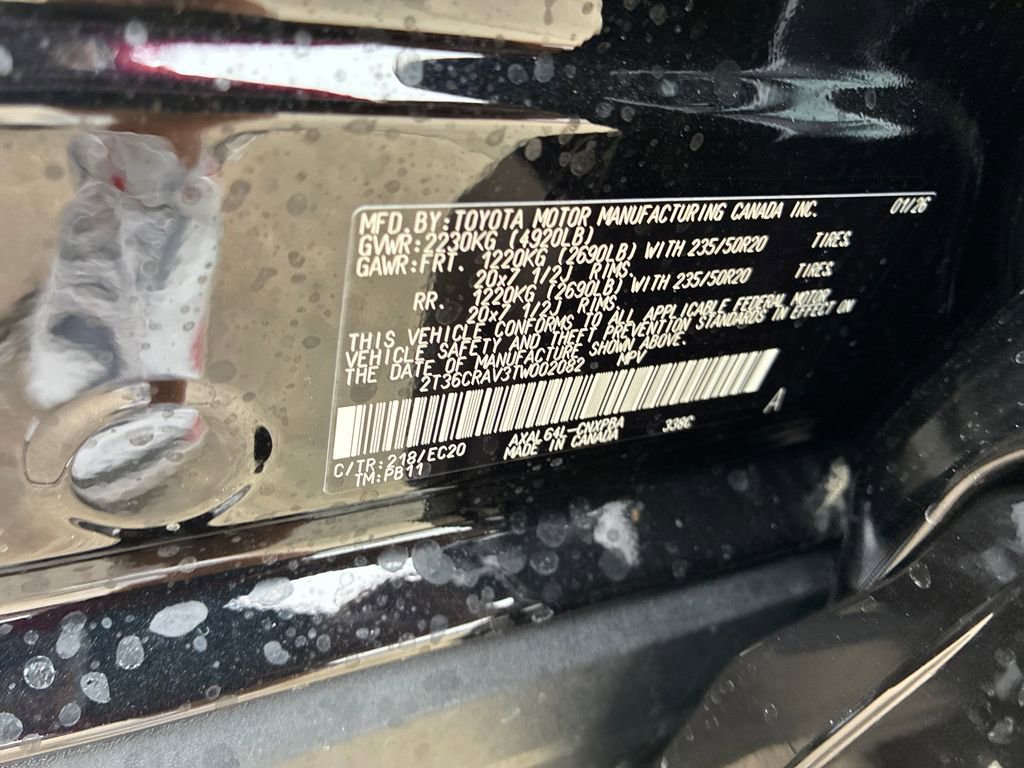 MFD. BY: TOYOTA MOTOR MANUFACTURING CANADA INC. 01/26
GVWR: 2230KG (4920LB)
GAWR: FRT. 1220KG (2690LB) WITH 235/50R20 TIRES
20x7 1/2J RIMS.
RR. 1220KG (2690LB) WITH 235/50R20 TIRES
20x7 1/2J RIMS.
THIS VEHICLE CONFORMS TO ALL APPLICABLE FEDERAL MOTOR
VEHICLE SAFETY AND THEFT PREVENTION STANDARDS IN EFFECT ON
THE DATE OF MANUFACTURE SHOWN ABOVE.
2T36CRAV3TW002082 MPV
A
C/TR: 218/EC20 AXAL64L-CNXPBA 338C
TM: PB11 MADE IN CANADA